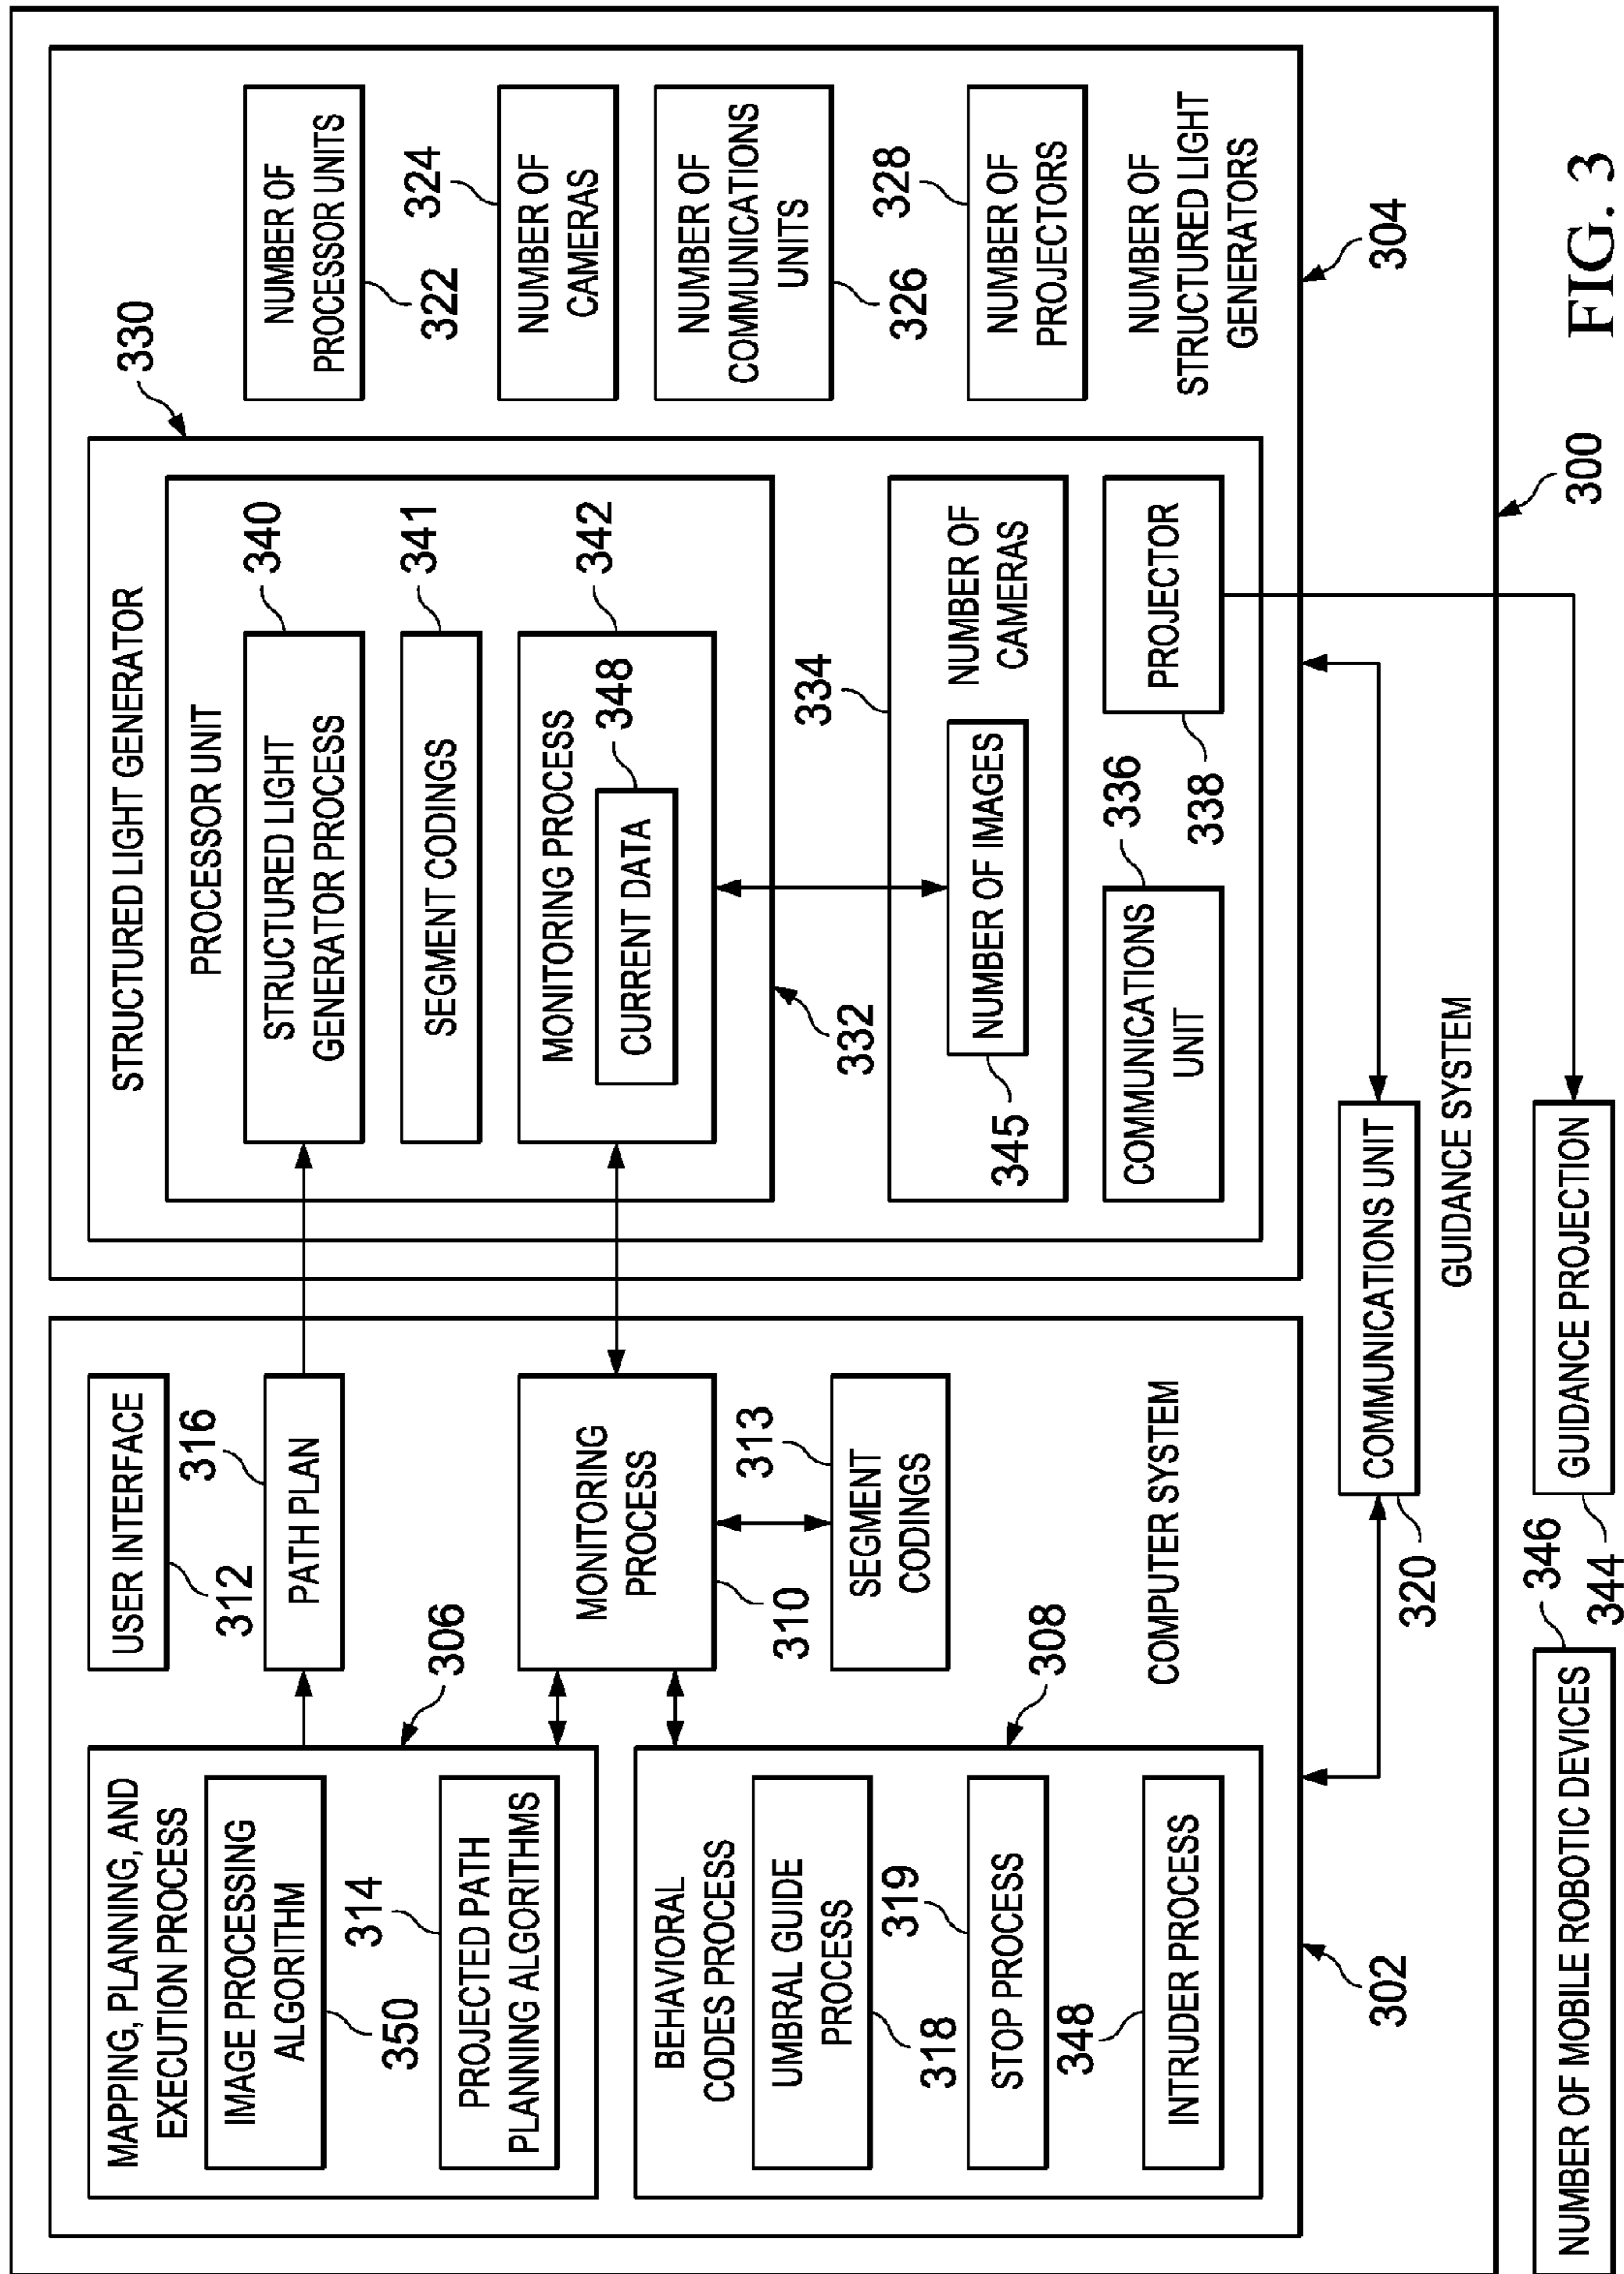 MAPPING, PLANNING, AND
EXECUTION PROCESS
IMAGE PROCESSING
ALGORITHM
350
314
PROJECTED PATH
PLANNING ALGORITHMS
306
USER INTERFACE
312
316
PATH PLAN
MONITORING
PROCESS
310
313
SEGMENT
CODINGS
BEHAVIORAL
CODES PROCESS
UMBRAL GUIDE
PROCESS
318
319
STOP PROCESS
348
INTRUDER PROCESS
308
COMPUTER SYSTEM
302
STRUCTURED LIGHT GENERATOR
330
PROCESSOR UNIT
STRUCTURED LIGHT
GENERATOR PROCESS
340
SEGMENT CODINGS
341
MONITORING PROCESS
342
348
CURRENT DATA
332
334
NUMBER OF
CAMERAS
NUMBER OF IMAGES
345
COMMUNICATIONS
UNIT
336
PROJECTOR
338
NUMBER OF
PROCESSOR UNITS
322
324
NUMBER OF
CAMERAS
NUMBER OF
COMMUNICATIONS
UNITS
326
328
NUMBER OF
PROJECTORS
NUMBER OF
STRUCTURED LIGHT
GENERATORS
304
COMMUNICATIONS UNIT
320
GUIDANCE SYSTEM
300
NUMBER OF MOBILE ROBOTIC DEVICES
346
GUIDANCE PROJECTION
344
FIG. 3